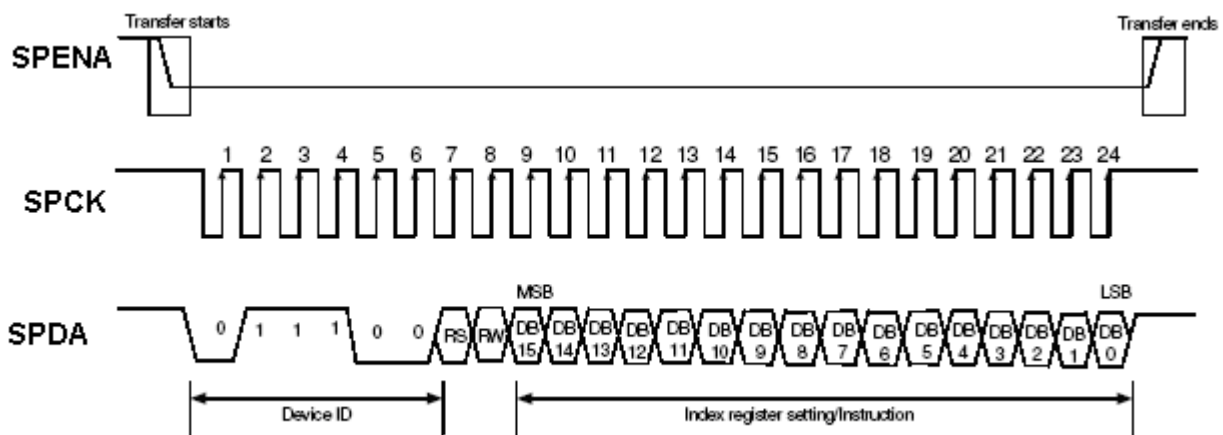 Transfer starts
Transfer ends
SPENA
1 2 3 4 5 6 7 8 9 10 11 12 13 14 15 16 17 18 19 20 21 22 23 24
SPCK
MSB
LSB
SPDA
0 1 1 1 0 0 RS RW DB DB DB DB DB DB DB DB DB DB DB DB DB DB DB DB
15 14 13 12 11 10 9 8 7 6 5 4 3 2 1 0
Device ID
Index register setting/Instruction